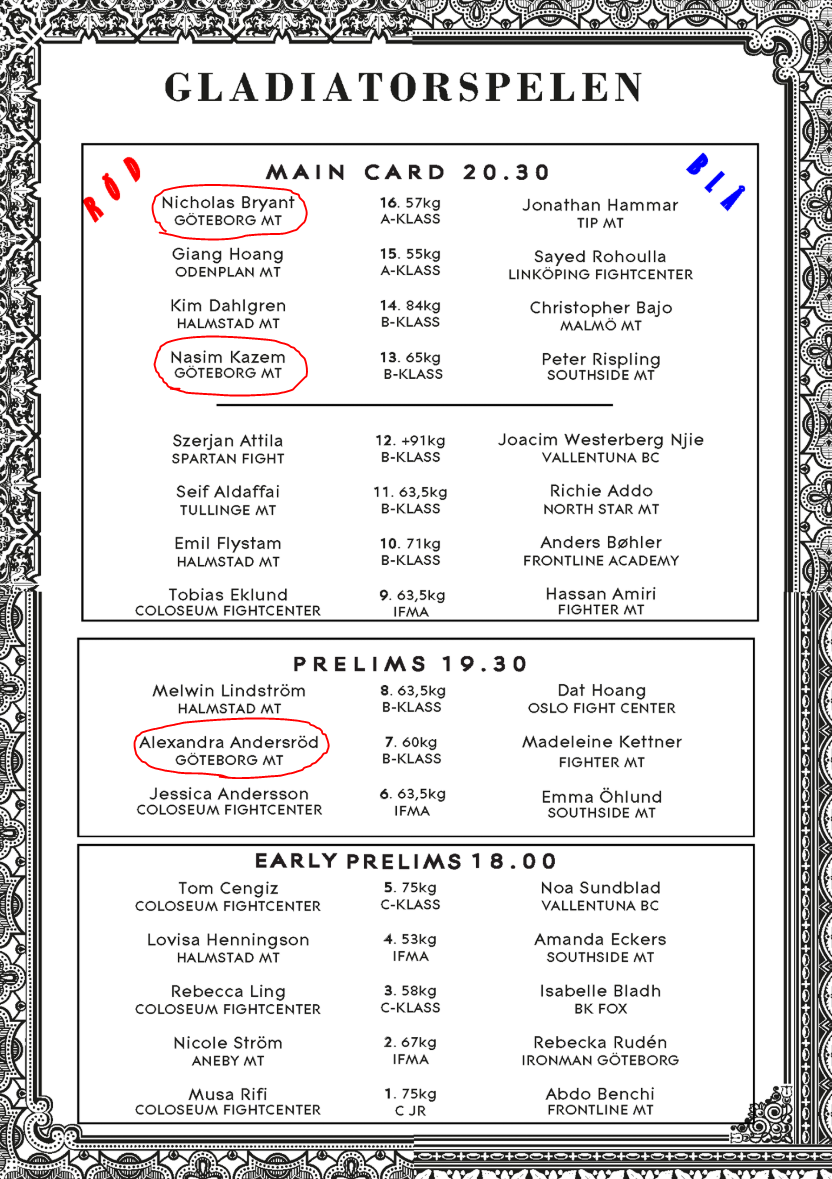 GLADIATORSPELEN
RÖD
BLÅ
MAIN CARD 20.30
Nicholas Bryant 16. 57kg Jonathan Hammar
GÖTEBORG MT A-KLASS TIP MT
Giang Hoang 15. 55kg Sayed Rohoulla
ODENPLAN MT A-KLASS LINKÖPING FIGHTCENTER
Kim Dahlgren 14. 84kg Christopher Bajo
HALMSTAD MT B-KLASS MALMÖ MT
Nasim Kazem 13. 65kg Peter Rispling
GÖTEBORG MT B-KLASS SOUTHSIDE MT
Szerjan Attila 12. +91kg Joacim Westerberg Njie
SPARTAN FIGHT B-KLASS VALLENTUNA BC
Seif Aldaffai 11. 63,5kg Richie Addo
TULLINGE MT B-KLASS NORTH STAR MT
Emil Flystam 10. 71kg Anders Bøhler
HALMSTAD MT B-KLASS FRONTLINE ACADEMY
Tobias Eklund 9. 63,5kg Hassan Amiri
COLOSEUM FIGHTCENTER IFMA FIGHTER MT
PRELIMS 19.30
Melwin Lindström 8. 63,5kg Dat Hoang
HALMSTAD MT B-KLASS OSLO FIGHT CENTER
Alexandra Andersröd 7. 60kg Madeleine Kettner
GÖTEBORG MT B-KLASS FIGHTER MT
Jessica Andersson 6. 63,5kg Emma Öhlund
COLOSEUM FIGHTCENTER IFMA SOUTHSIDE MT
EARLY PRELIMS 18.00
Tom Cengiz 5. 75kg Noa Sundblad
COLOSEUM FIGHTCENTER C-KLASS VALLENTUNA BC
Lovisa Henningson 4. 53kg Amanda Eckers
HALMSTAD MT IFMA SOUTHSIDE MT
Rebecca Ling 3. 58kg Isabelle Bladh
COLOSEUM FIGHTCENTER C-KLASS BK FOX
Nicole Ström 2. 67kg Rebecka Rudén
ANEBY MT IFMA IRONMAN GÖTEBORG
Musa Rifi 1. 75kg Abdo Benchi
COLOSEUM FIGHTCENTER C JR FRONTLINE MT